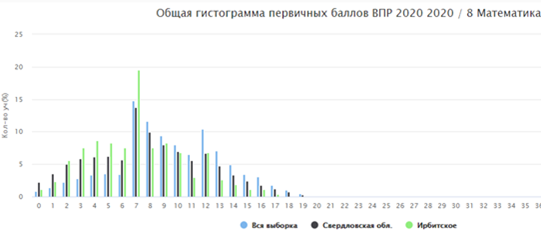 Общая гистограмма первичных баллов ВПР 2020 2020 / 8 Математика
25
20
15
10
5
0
Кол-во уч(%)
0 1 2 3 4 5 6 7 8 9 10 11 12 13 14 15 16 17 18 19 20 21 22 23 24 25 26 27 28 29 30 31 32 33 34 35 36
Вся выборка Свердловская обл. Ирбитское